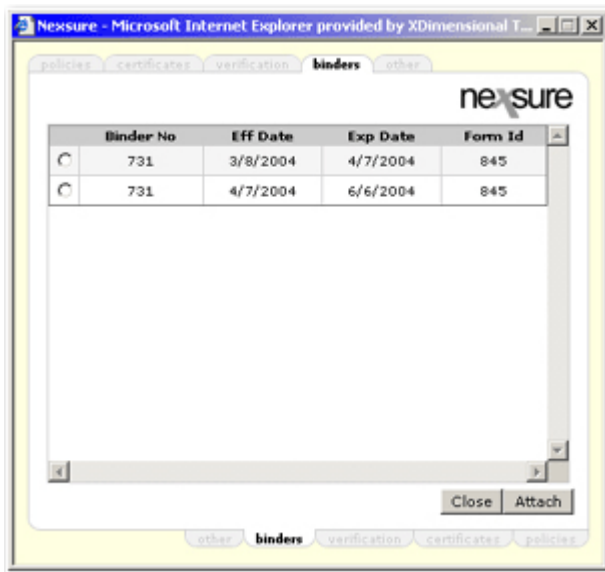 Nexsure - Microsoft Internet Explorer provided by XDimensional T...
policies certificates verification binders other
nexsure
Binder No Eff Date Exp Date Form Id
731 3/8/2004 4/7/2004 845
731 4/7/2004 6/6/2004 845
Close Attach
other binders verification certificates policies